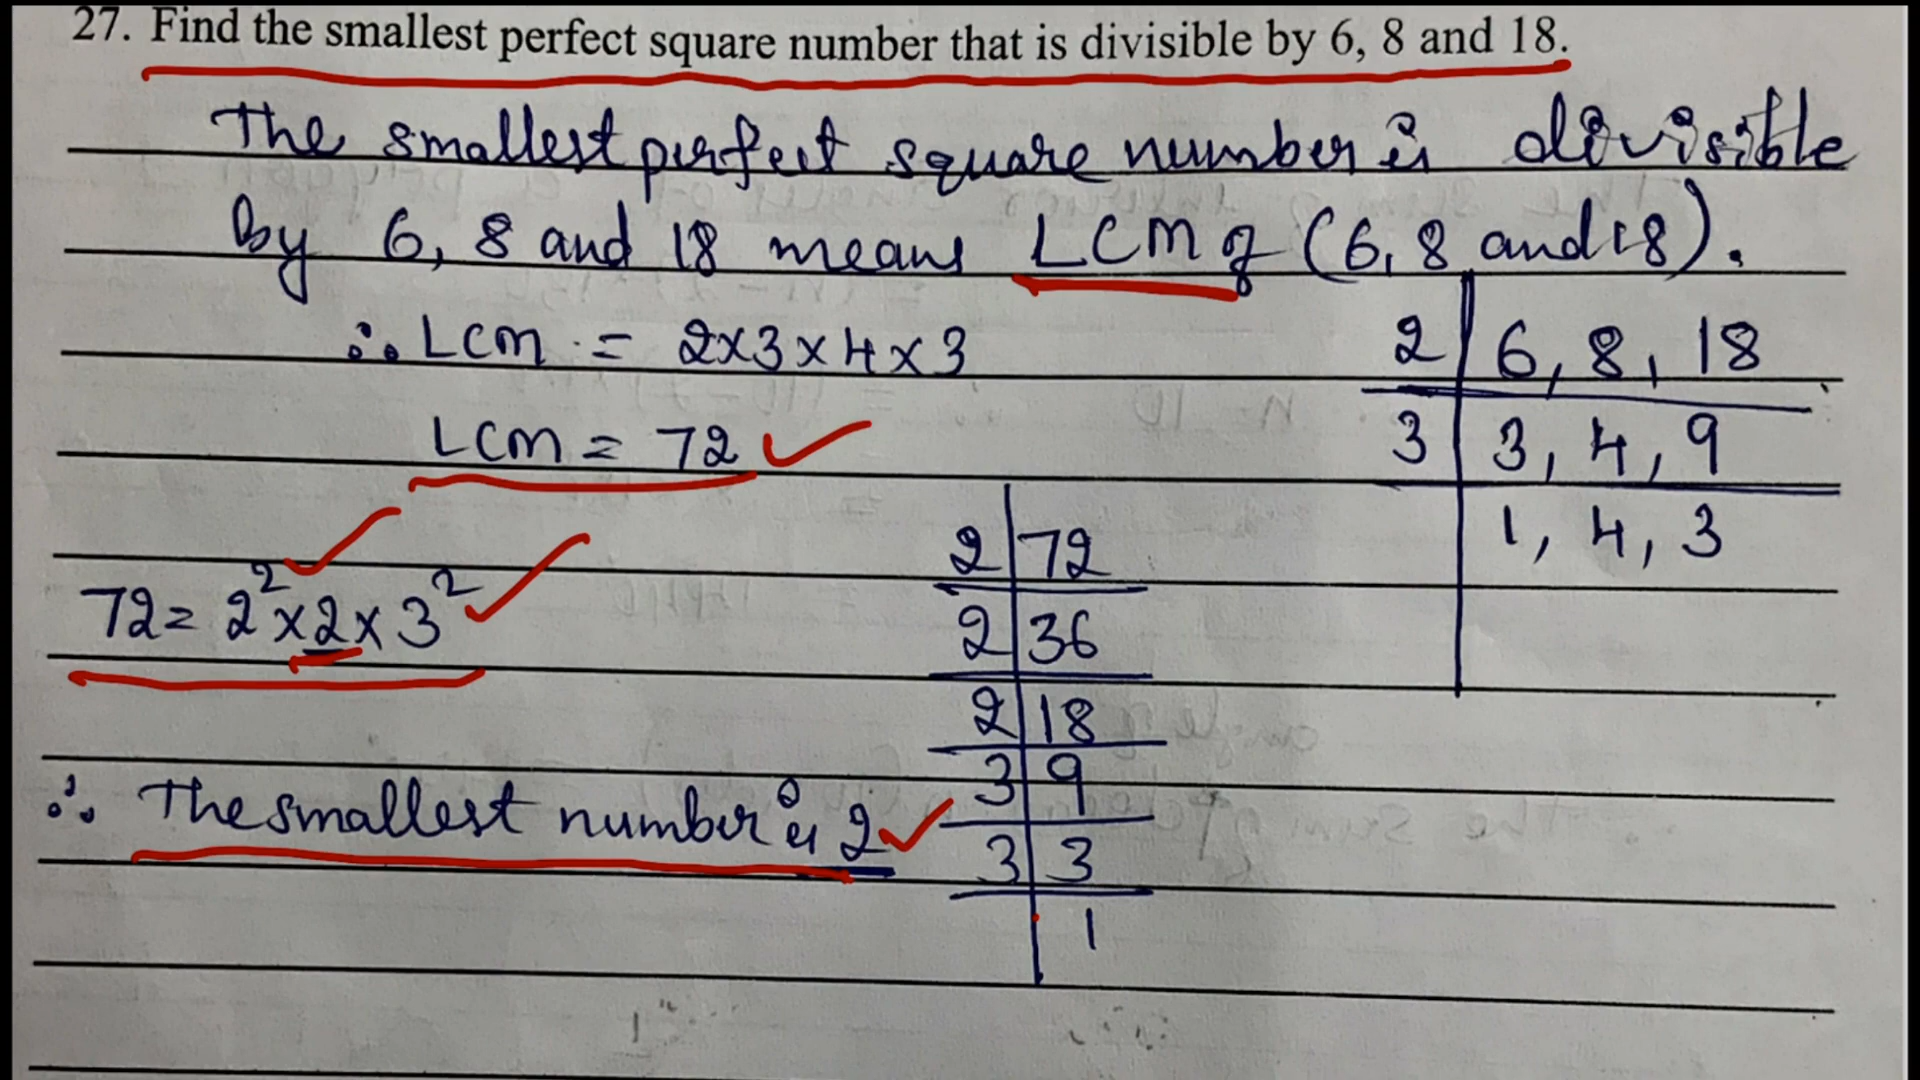 27. Find the smallest perfect square number that is divisible by 6, 8 and 18.
The smallest perfect square number is divisible
by 6, 8 and 18 means LCM of (6, 8 and 18).
∴ LCM = 2×3×4×3
LCM = 72
2 | 6, 8, 18
3 | 3, 4, 9
1, 4, 3
72 = 2²×2×3²
2 | 72
2 | 36
2 | 18
3 | 9
3 | 3
1
∴ The smallest number is 2